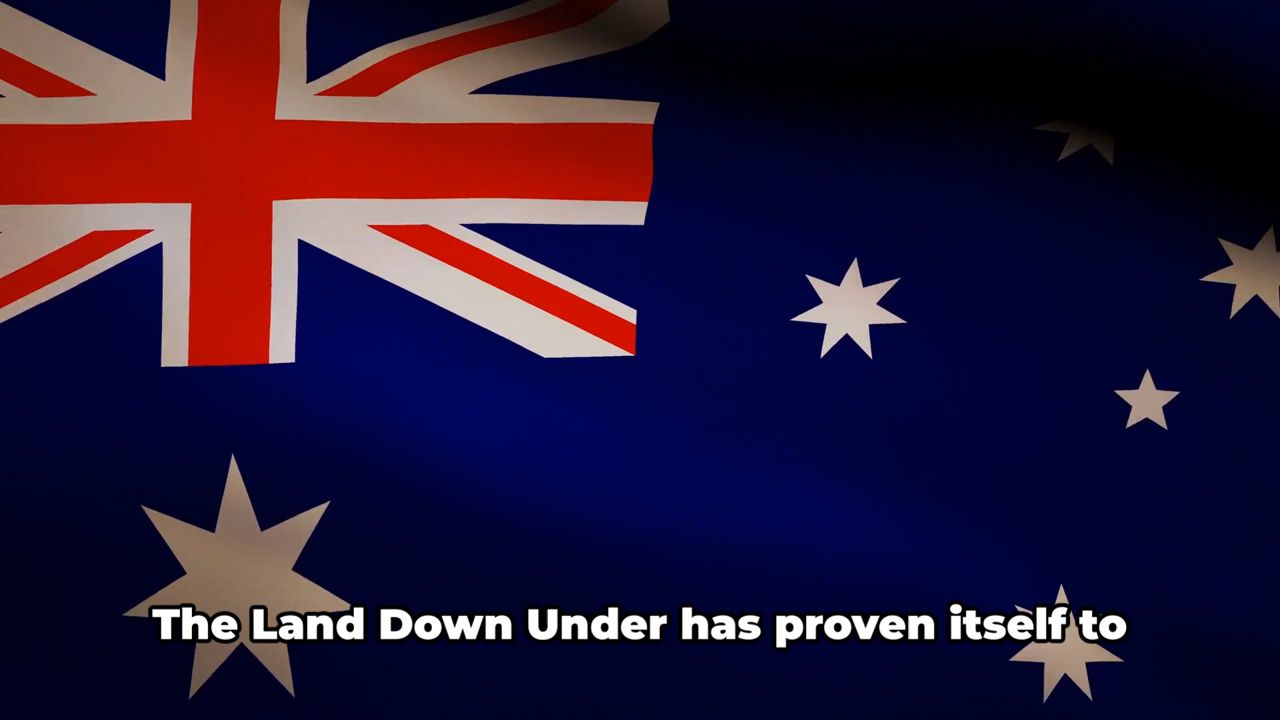 The Land Down Under has proven itself to